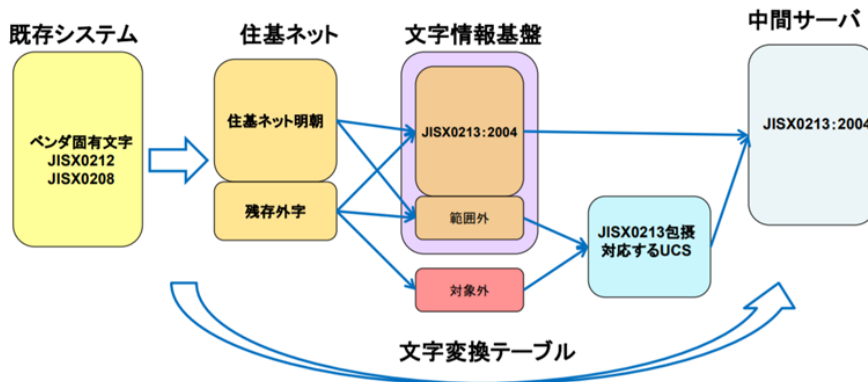 既存システム
ベンダ固有文字
JISX0212
JISX0208
住基ネット
住基ネット明朝
残存外字
文字情報基盤
JISX0213:2004
範囲外
対象外
JISX0213包摂
対応するUCS
中間サーバ
JISX0213:2004
文字変換テーブル